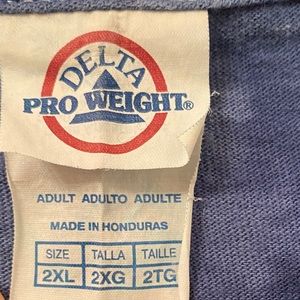 DELTA
PRO WEIGHT®
ADULT ADULTO ADULTE
MADE IN HONDURAS
SIZE TALLA TAILLE
2XL 2XG 2TG